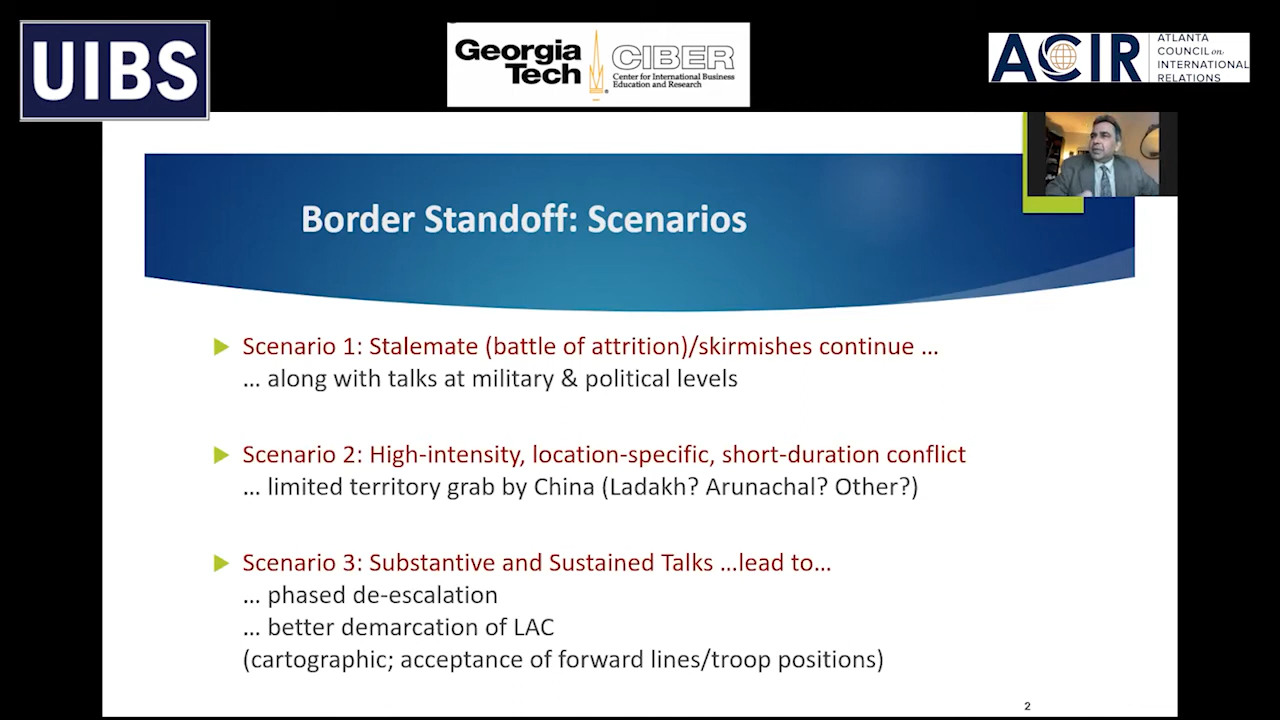 UIBS
Georgia
Tech
CIBER
Center for International Business
Education and Research
ACIR
ATLANTA
COUNCIL on
INTERNATIONAL
RELATIONS
Border Standoff: Scenarios
Scenario 1: Stalemate (battle of attrition)/skirmishes continue …
… along with talks at military & political levels
Scenario 2: High-intensity, location-specific, short-duration conflict
… limited territory grab by China (Ladakh? Arunachal? Other?)
Scenario 3: Substantive and Sustained Talks …lead to…
… phased de-escalation
… better demarcation of LAC
(cartographic; acceptance of forward lines/troop positions)
2